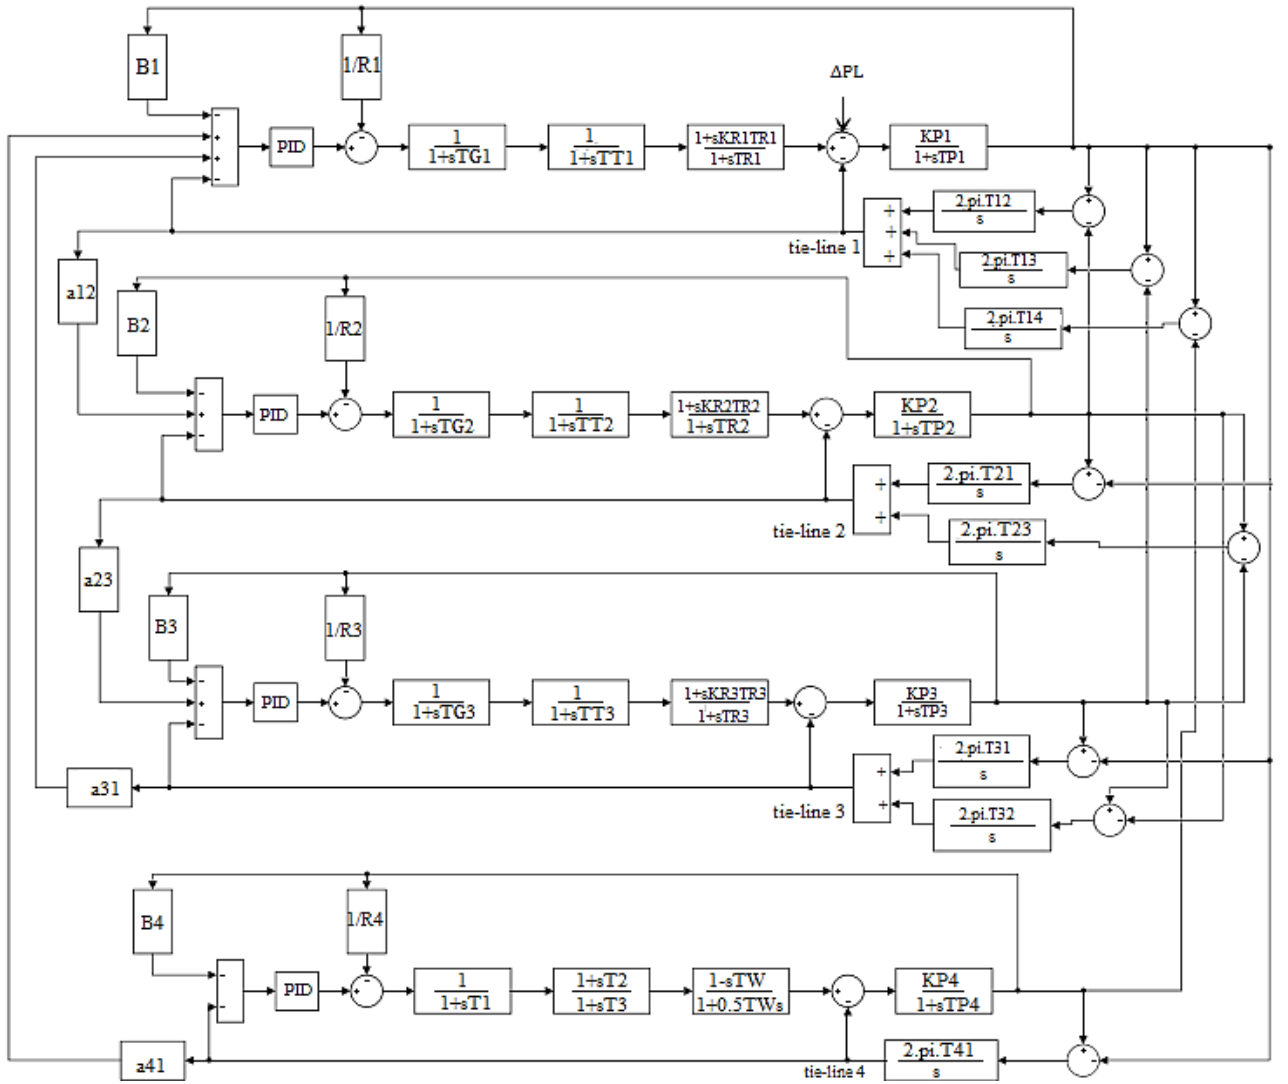 B1
1/R1
ΔPL
PID
1
1+sTG1
1
1+sTT1
1+sKR1TR1
1+sTR1
KP1
1+sTP1
2.pi.T12
s
tie-line 1
2.pi.T13
s
2.pi.T14
s
a12
B2
1/R2
PID
1
1+sTG2
1
1+sTT2
1+sKR2TR2
1+sTR2
KP2
1+sTP2
2.pi.T21
s
tie-line 2
2.pi.T23
s
a23
B3
1/R3
PID
1
1+sTG3
1
1+sTT3
1+sKR3TR3
1+sTR3
KP3
1+sTP3
2.pi.T31
s
a31
tie-line 3
2.pi.T32
s
B4
1/R4
PID
1
1+sT1
1+sT2
1+sT3
1-sTW
1+0.5TWs
KP4
1+sTP4
a41
2.pi.T41
s
tie-line 4